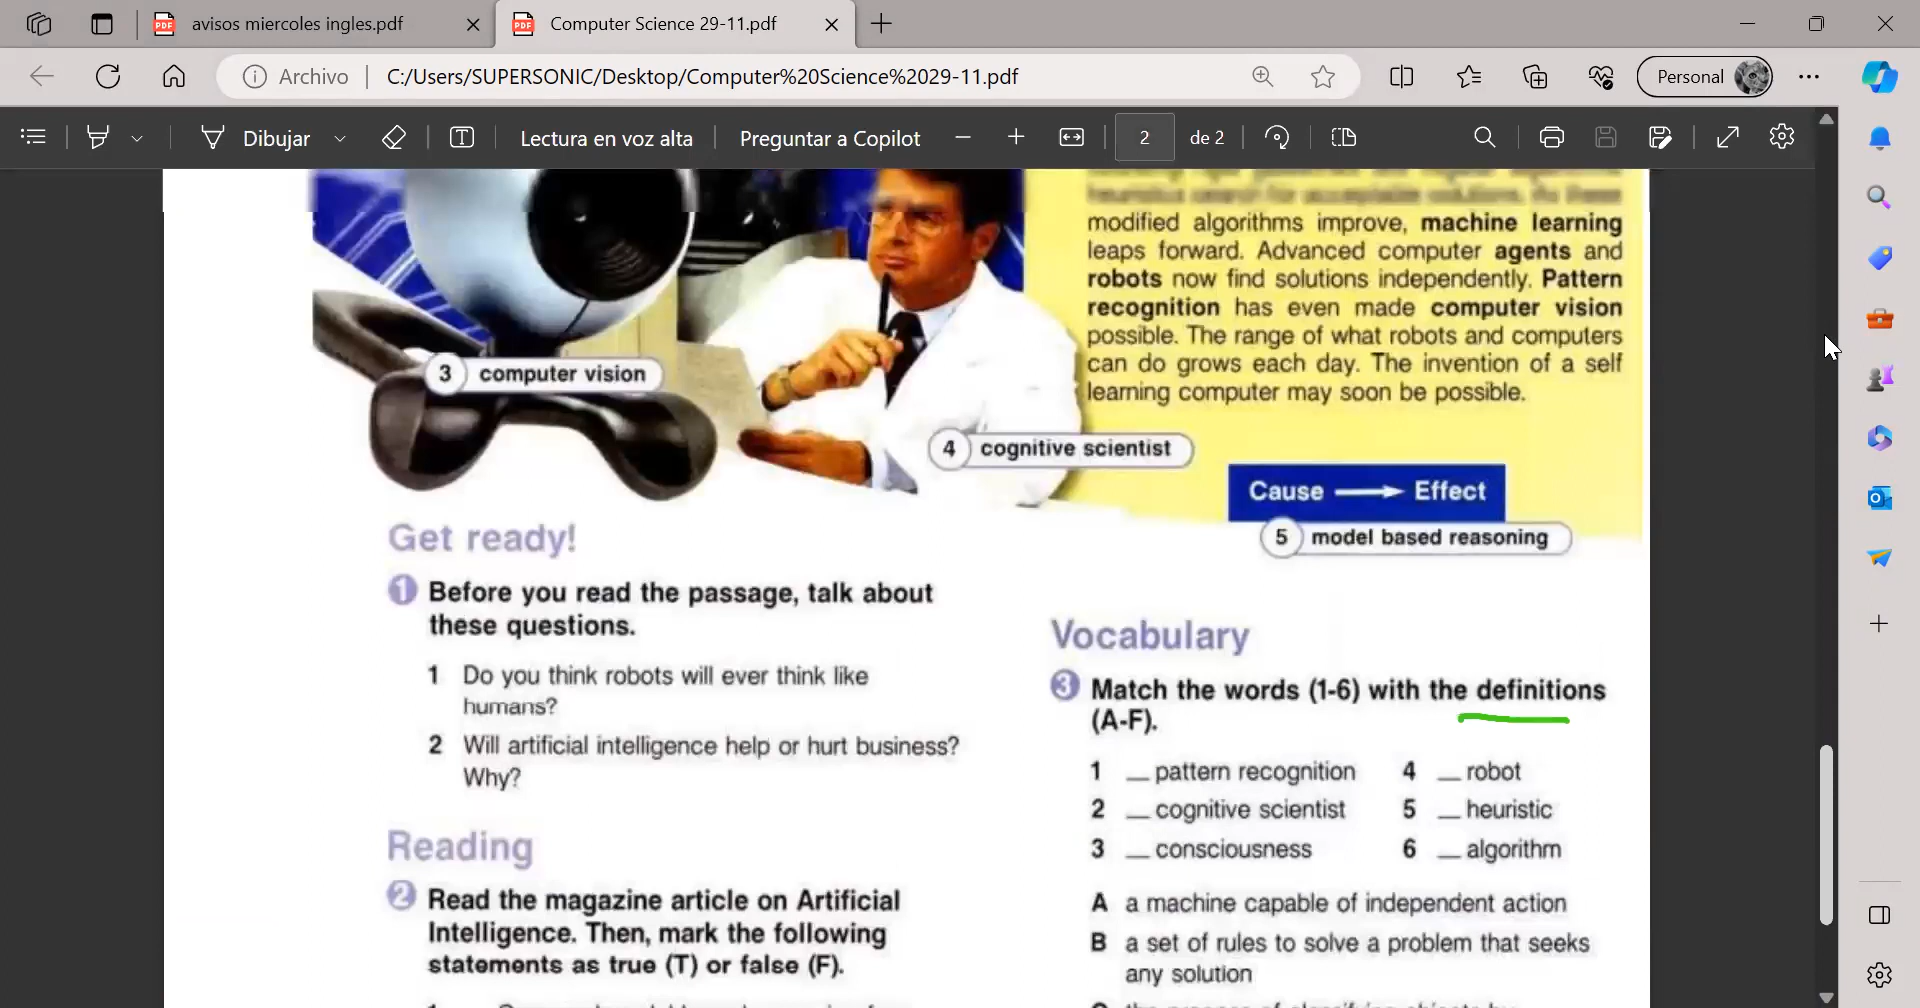 avisos miercoles ingles.pdf
Computer Science 29-11.pdf
Archivo
C:/Users/SUPERSONIC/Desktop/Computer%20Science%2029-11.pdf
Personal
Dibujar
Lectura en voz alta
Preguntar a Copilot
2
de 2
heuristics search for acceptable solutions. As these
modified algorithms improve, machine learning
leaps forward. Advanced computer agents and
robots now find solutions independently. Pattern
recognition has even made computer vision
possible. The range of what robots and computers
can do grows each day. The invention of a self
learning computer may soon be possible.
3 computer vision
4 cognitive scientist
Cause → Effect
5 model based reasoning
Get ready!
1 Before you read the passage, talk about
these questions.
1 Do you think robots will ever think like
humans?
2 Will artificial intelligence help or hurt business?
Why?
Reading
2 Read the magazine article on Artificial
Intelligence. Then, mark the following
statements as true (T) or false (F).
Vocabulary
3 Match the words (1-6) with the definitions
(A-F).
1 __ pattern recognition
2 __ cognitive scientist
3 __ consciousness
4 __ robot
5 __ heuristic
6 __ algorithm
A a machine capable of independent action
B a set of rules to solve a problem that seeks
any solution